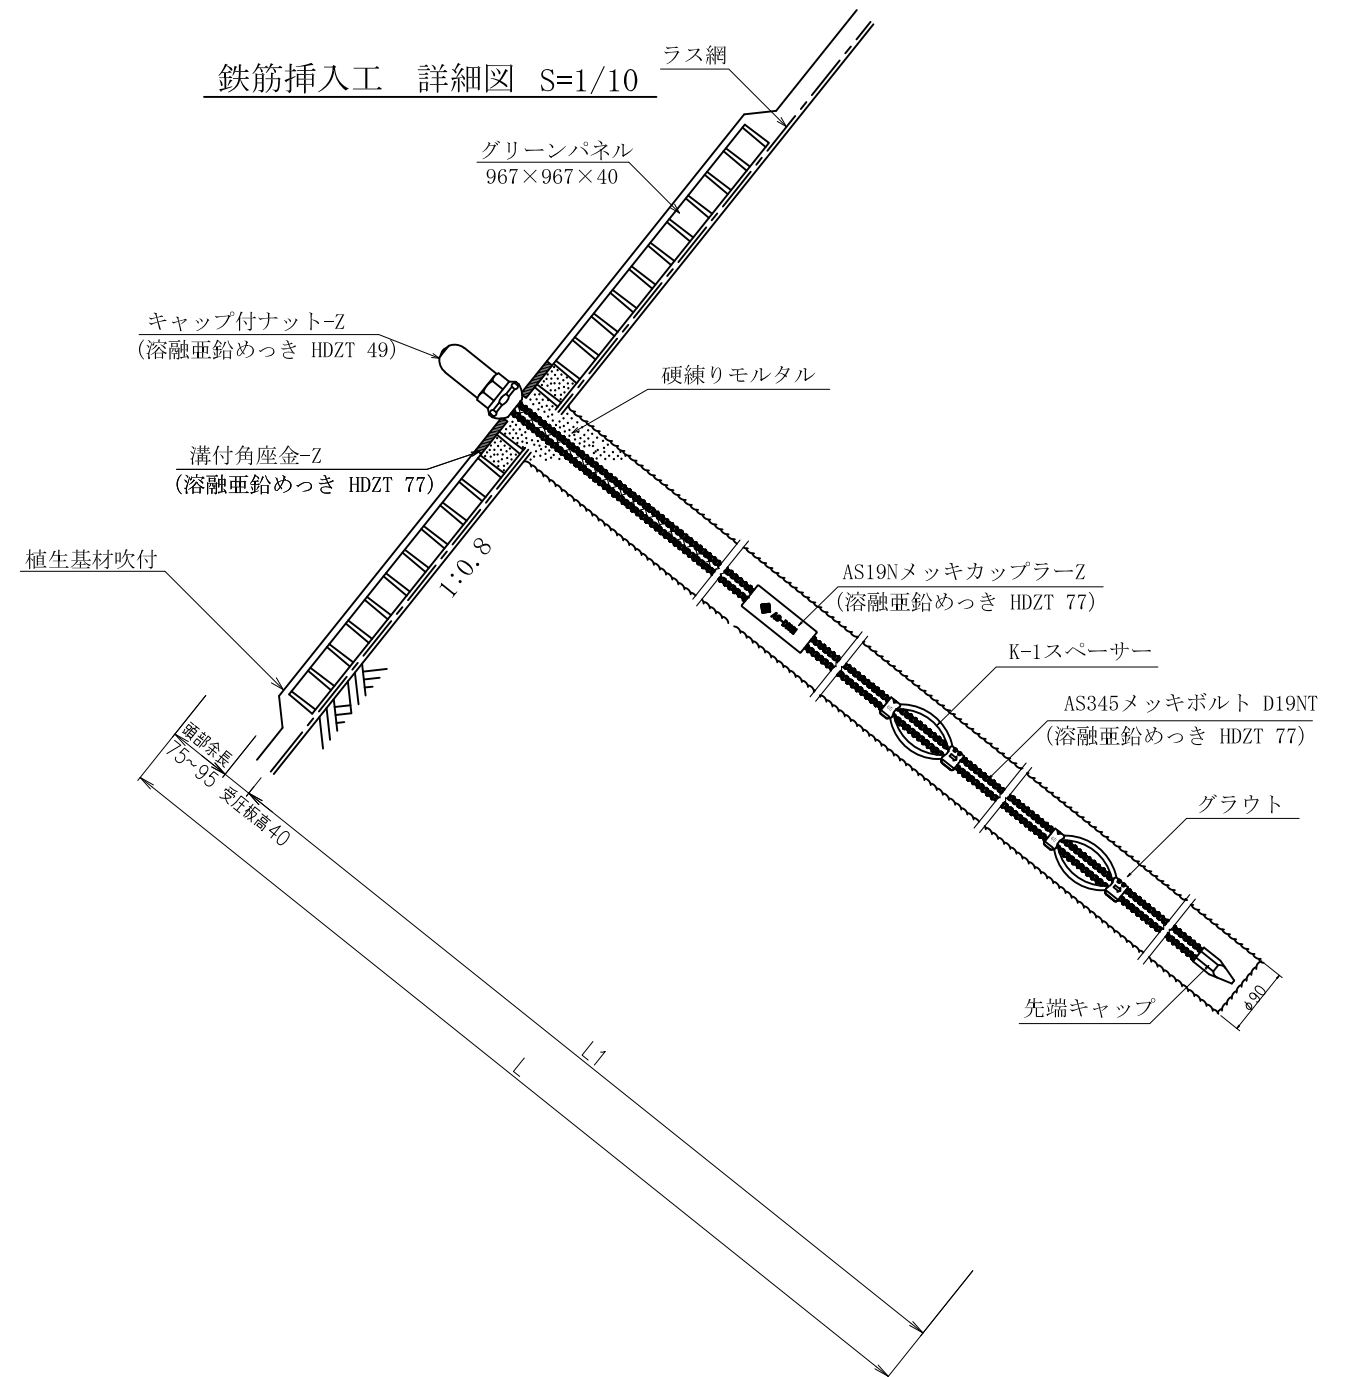 鉄筋挿入工　詳細図　S=1/10
ラス網
グリーンパネル
967×967×40
キャップ付ナット-Z
(溶融亜鉛めっき HDZT 49)
硬練りモルタル
溝付角座金-Z
(溶融亜鉛めっき HDZT 77)
植生基材吹付
1:0.8
AS19NメッキカップラーZ
(溶融亜鉛めっき HDZT 77)
K-1スペーサー
AS345メッキボルト D19NT
(溶融亜鉛めっき HDZT 77)
頭部余長
75~95
受圧板高40
グラウト
先端キャップ
φ90
L1
L